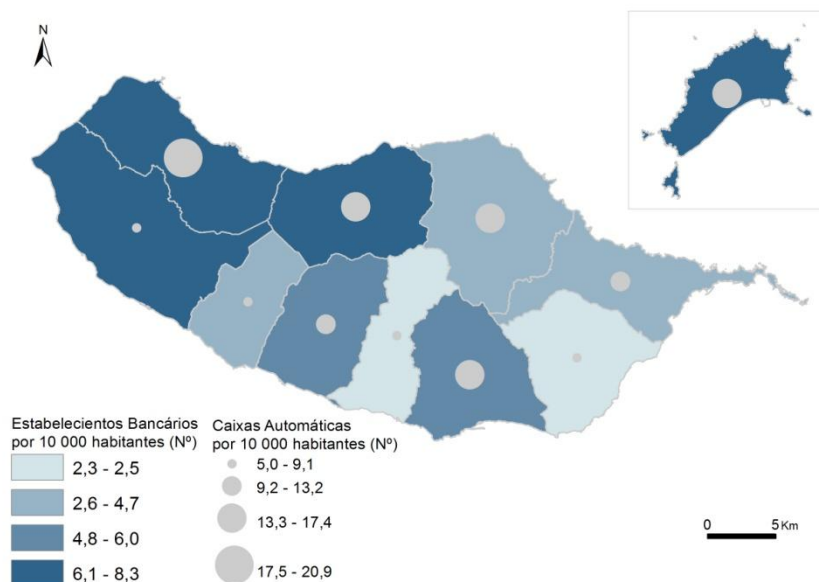 N
Estabelecientos Bancários
por 10 000 habitantes (Nº)
2,3 - 2,5
2,6 - 4,7
4,8 - 6,0
6,1 - 8,3
Caixas Automáticas
por 10 000 habitantes (Nº)
5,0 - 9,1
9,2 - 13,2
13,3 - 17,4
17,5 - 20,9
0 5 Km